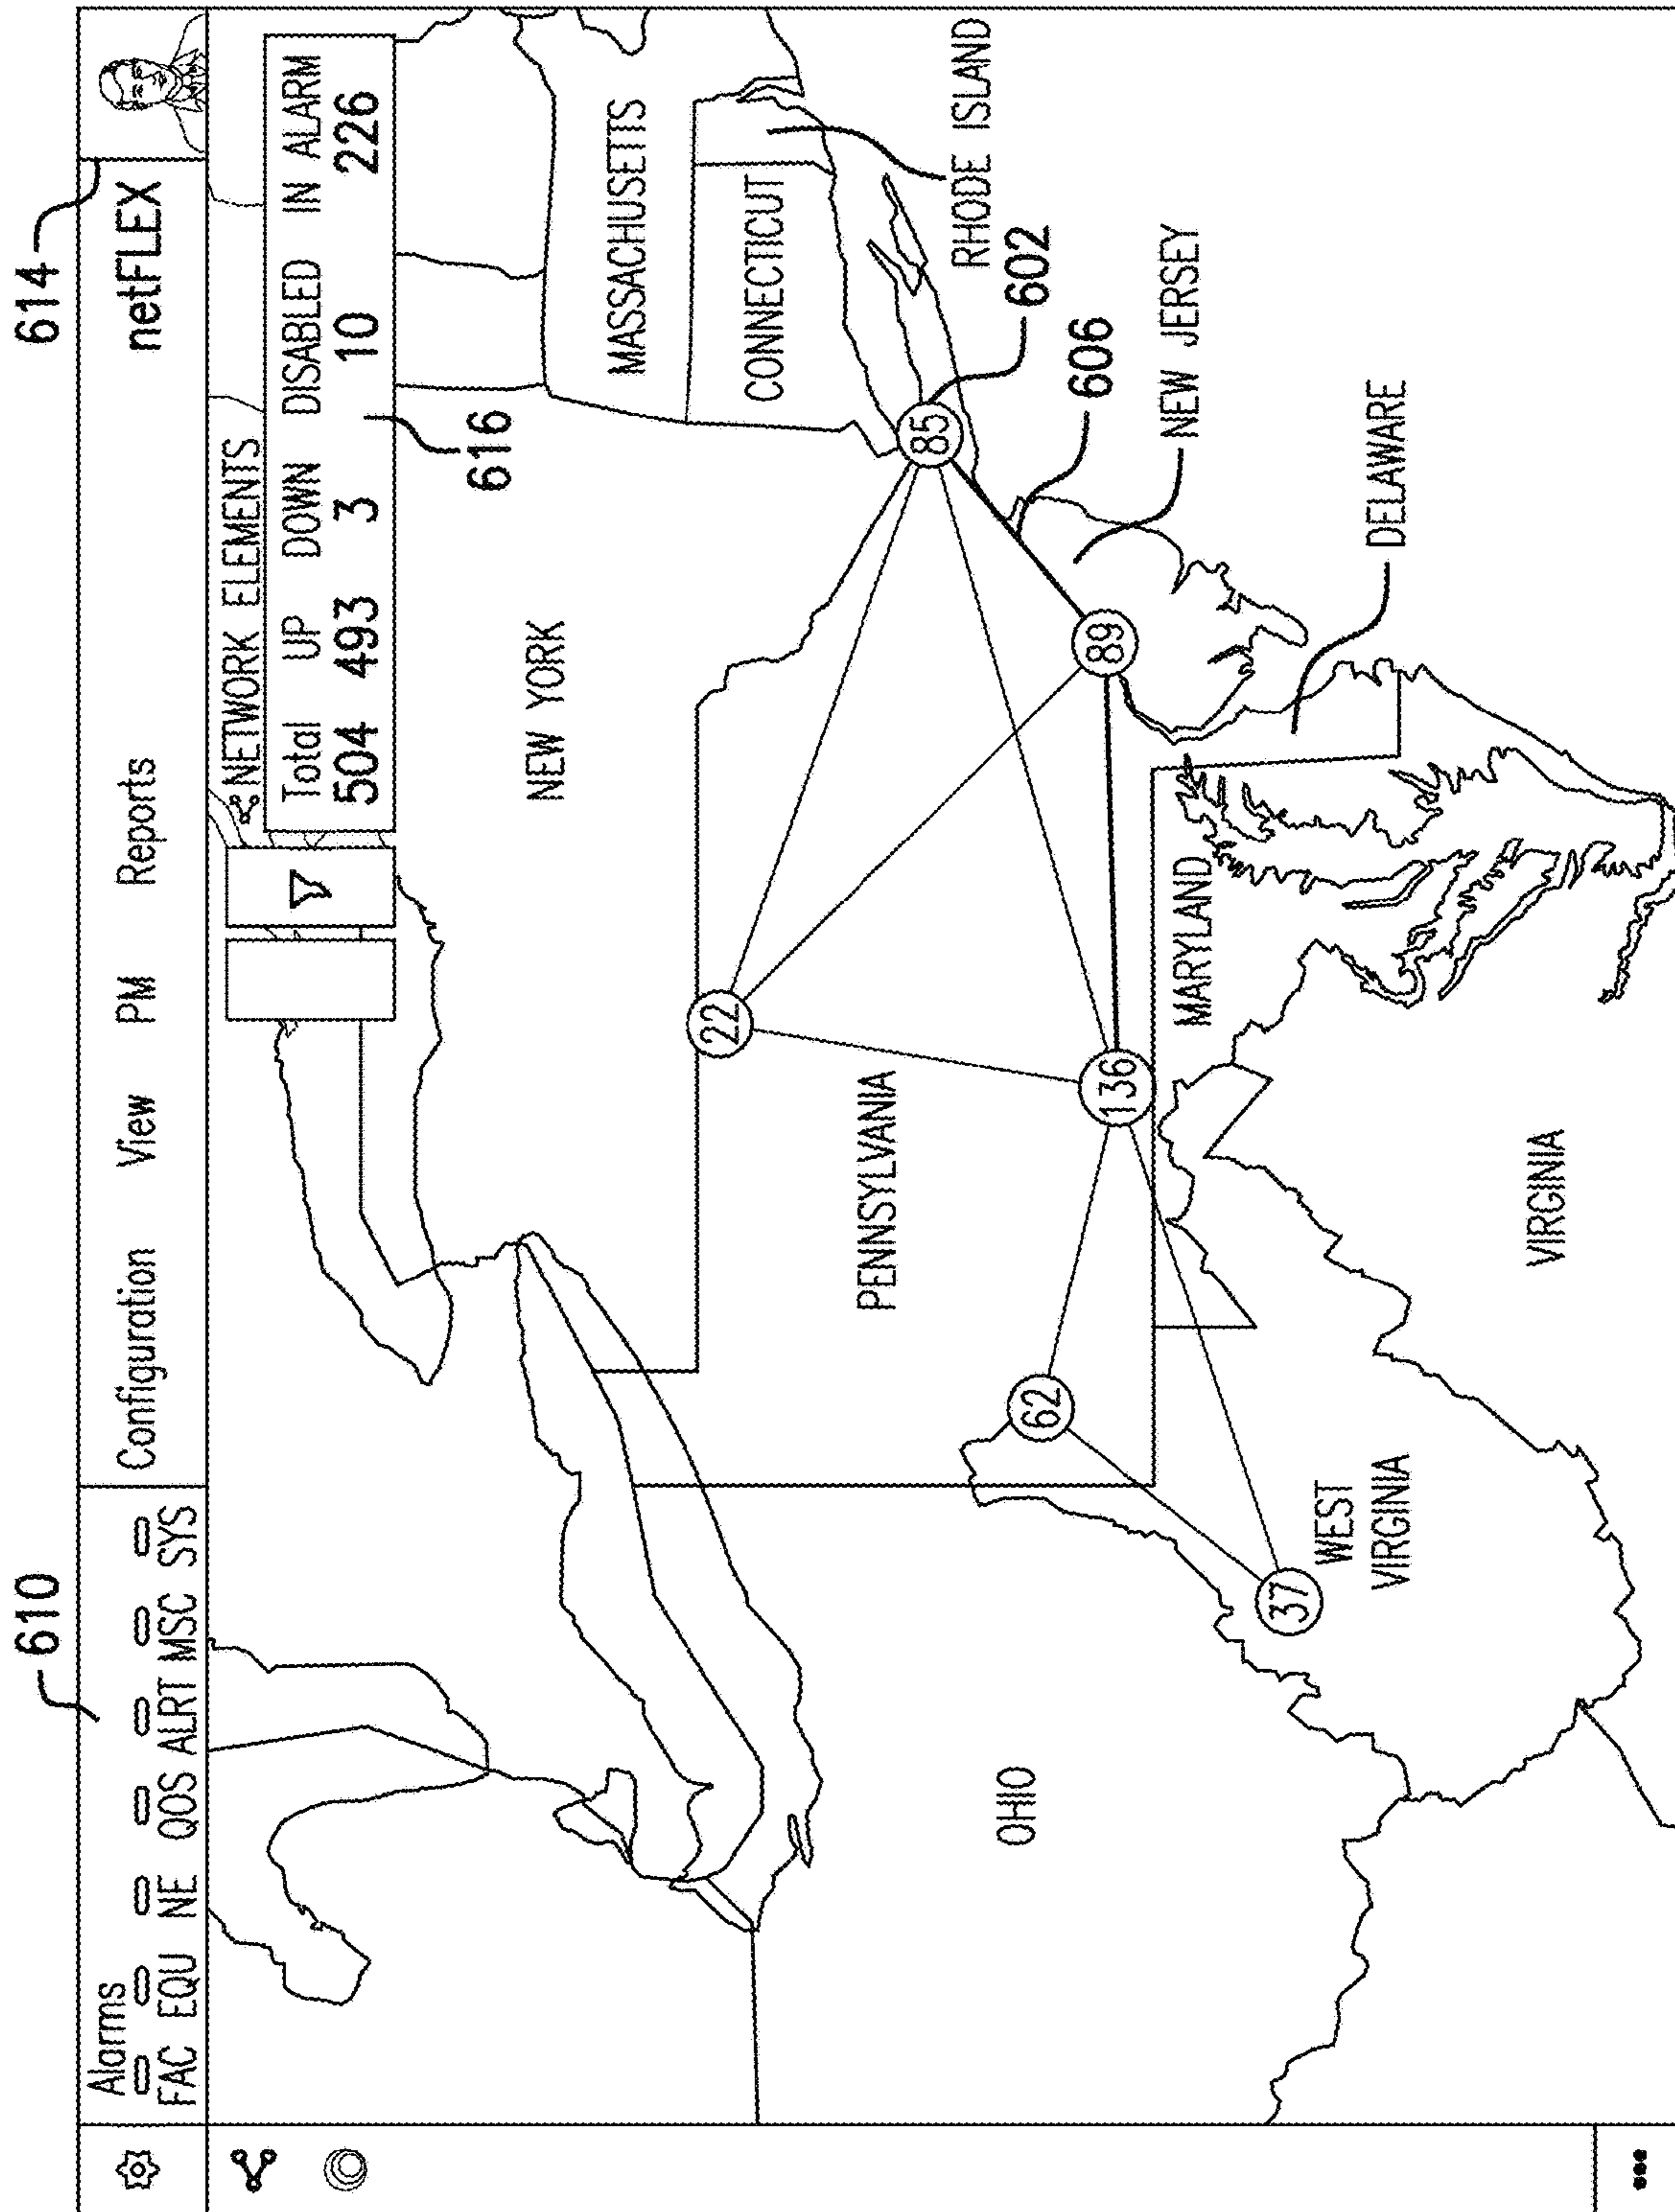 610
614
Alarms
FAC EQU NE QOS ALRT MSC SYS
Configuration View PM Reports
netFLEX
NETWORK ELEMENTS
Total UP DOWN DISABLED IN ALARM
504 493 3 10 226
616
NEW YORK
MASSACHUSETTS
CONNECTICUT
RHODE ISLAND
22
85
602
PENNSYLVANIA
606
62
136
89
NEW JERSEY
OHIO
MARYLAND
37
WEST
VIRGINIA
DELAWARE
VIRGINIA